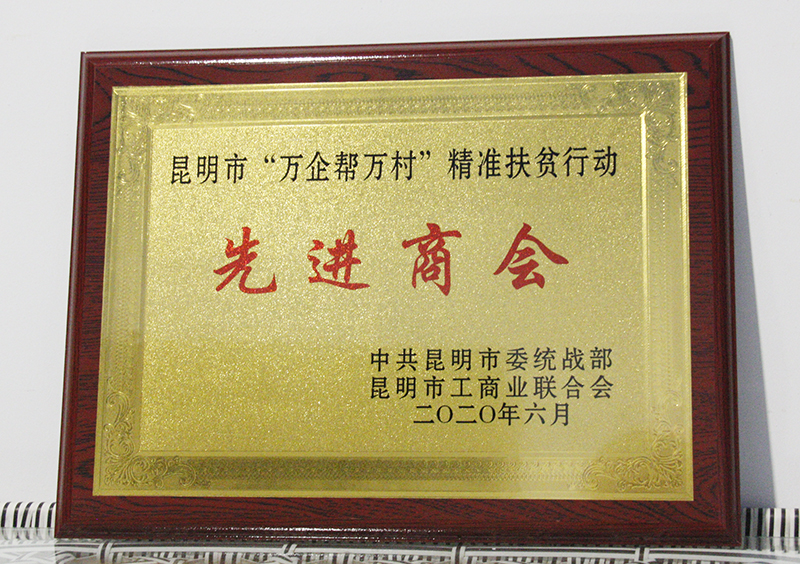 昆明市“万企帮万村”精准扶贫行动
先进商会
中共昆明市委统战部
昆明市工商业联合会
二〇二〇年六月